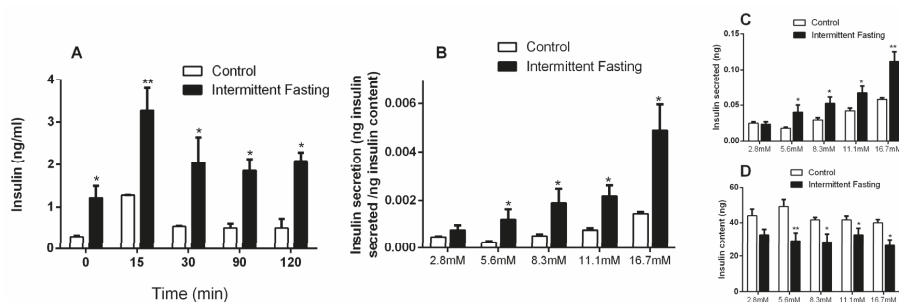 A
Control
Intermittent Fasting
Insulin (ng/ml)
4
3
2
1
0
**
*
*
*
*
0 15 30 90 120
Time (min)
B
Control
Intermittent Fasting
Insulin secretion (ng insulin
secreted /ng insulin content)
0.006
0.004
0.002
0.000
*
*
*
*
2.8mM 5.6mM 8.3mM 11.1mM 16.7mM
C
Control
Intermittent Fasting
Insulin secreted (ng)
0.15
0.10
0.05
0.00
*
*
*
**
2.8mM 5.6mM 8.3mM 11.1mM 16.7mM
D
Control
Intermittent Fasting
Insulin content (ng)
60
40
20
0
**
*
*
*
2.8mM 5.6mM 8.3mM 11.1mM 16.7mM